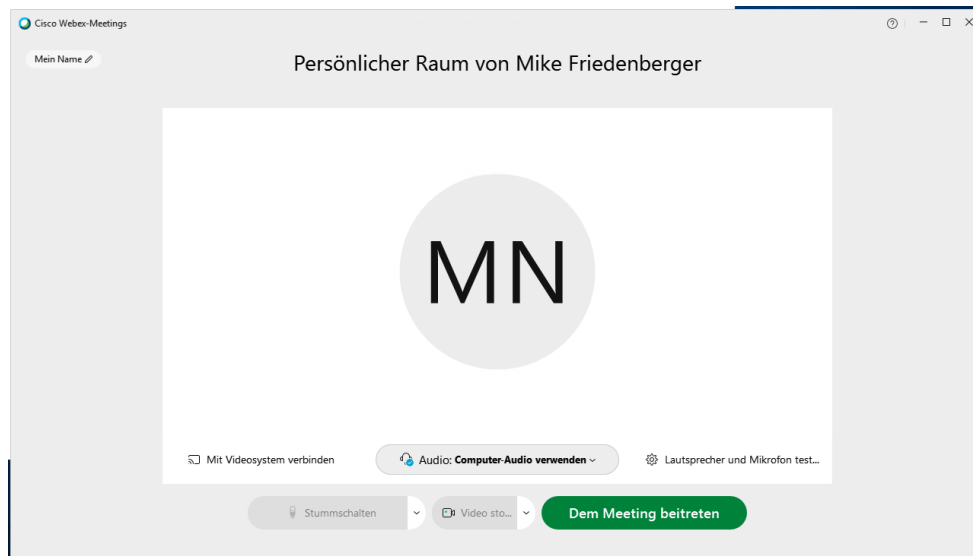 Cisco Webex-Meetings
Mein Name
Persönlicher Raum von Mike Friedenberger
MN
Mit Videosystem verbinden
Audio: Computer-Audio verwenden
Lautsprecher und Mikrofon test...
Stummschalten
Video sto...
Dem Meeting beitreten